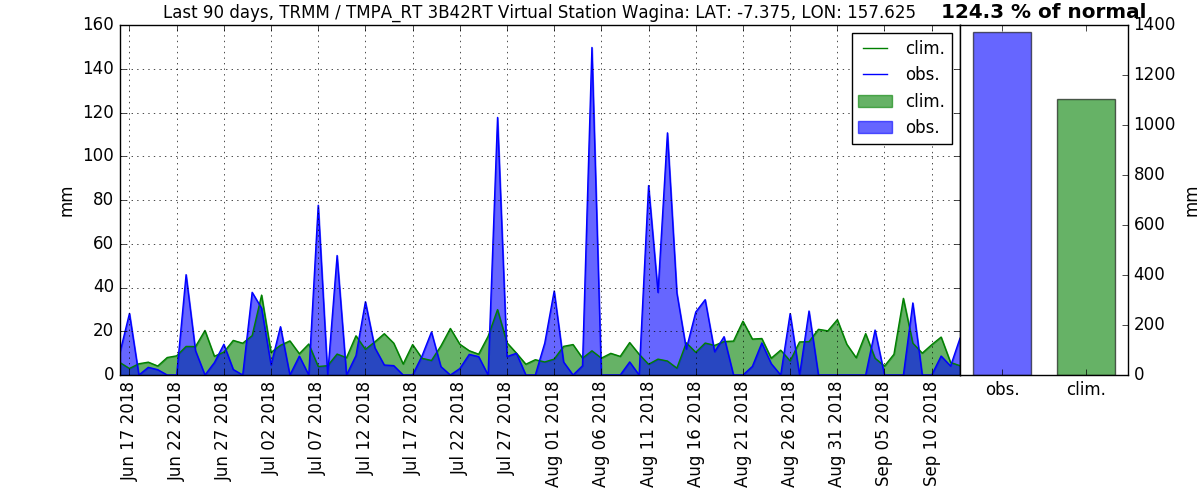 Last 90 days, TRMM / TMPA_RT 3B42RT Virtual Station Wagina: LAT: -7.375, LON: 157.625
124.3 % of normal
mm
160
140
120
100
80
60
40
20
0
clim.
obs.
clim.
obs.
Jun 17 2018
Jun 22 2018
Jun 27 2018
Jul 02 2018
Jul 07 2018
Jul 12 2018
Jul 17 2018
Jul 22 2018
Jul 27 2018
Aug 01 2018
Aug 06 2018
Aug 11 2018
Aug 16 2018
Aug 21 2018
Aug 26 2018
Aug 31 2018
Sep 05 2018
Sep 10 2018
1400
1200
1000
800
600
400
200
0
mm
obs.
clim.